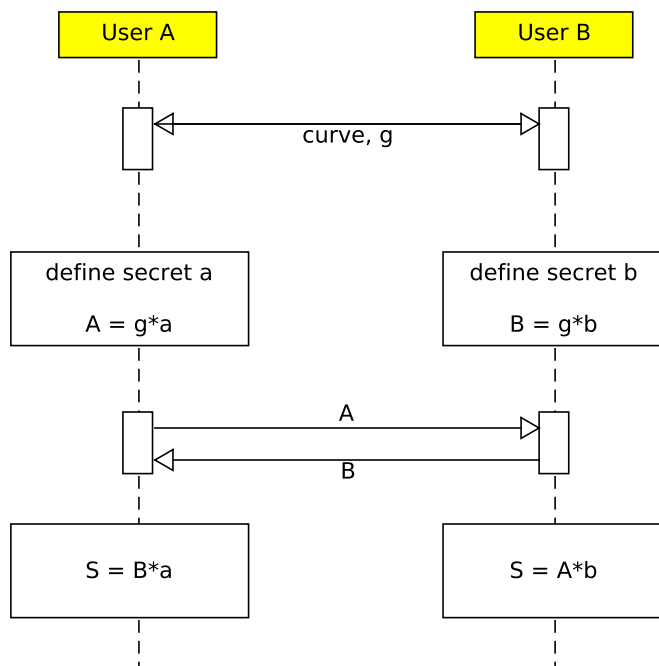 User A
User B
curve, g
define secret a
A = g*a
define secret b
B = g*b
A
B
S = B*a
S = A*b